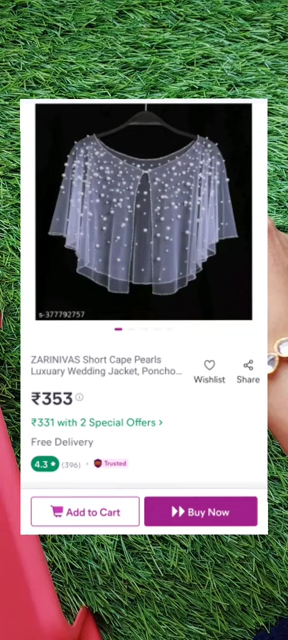 s-377792757
ZARINIVAS Short Cape Pearls
Luxuary Wedding Jacket, Poncho...
Wishlist
Share
₹353
₹331 with 2 Special Offers >
Free Delivery
4.3 ★ (396) • Trusted
Add to Cart
Buy Now